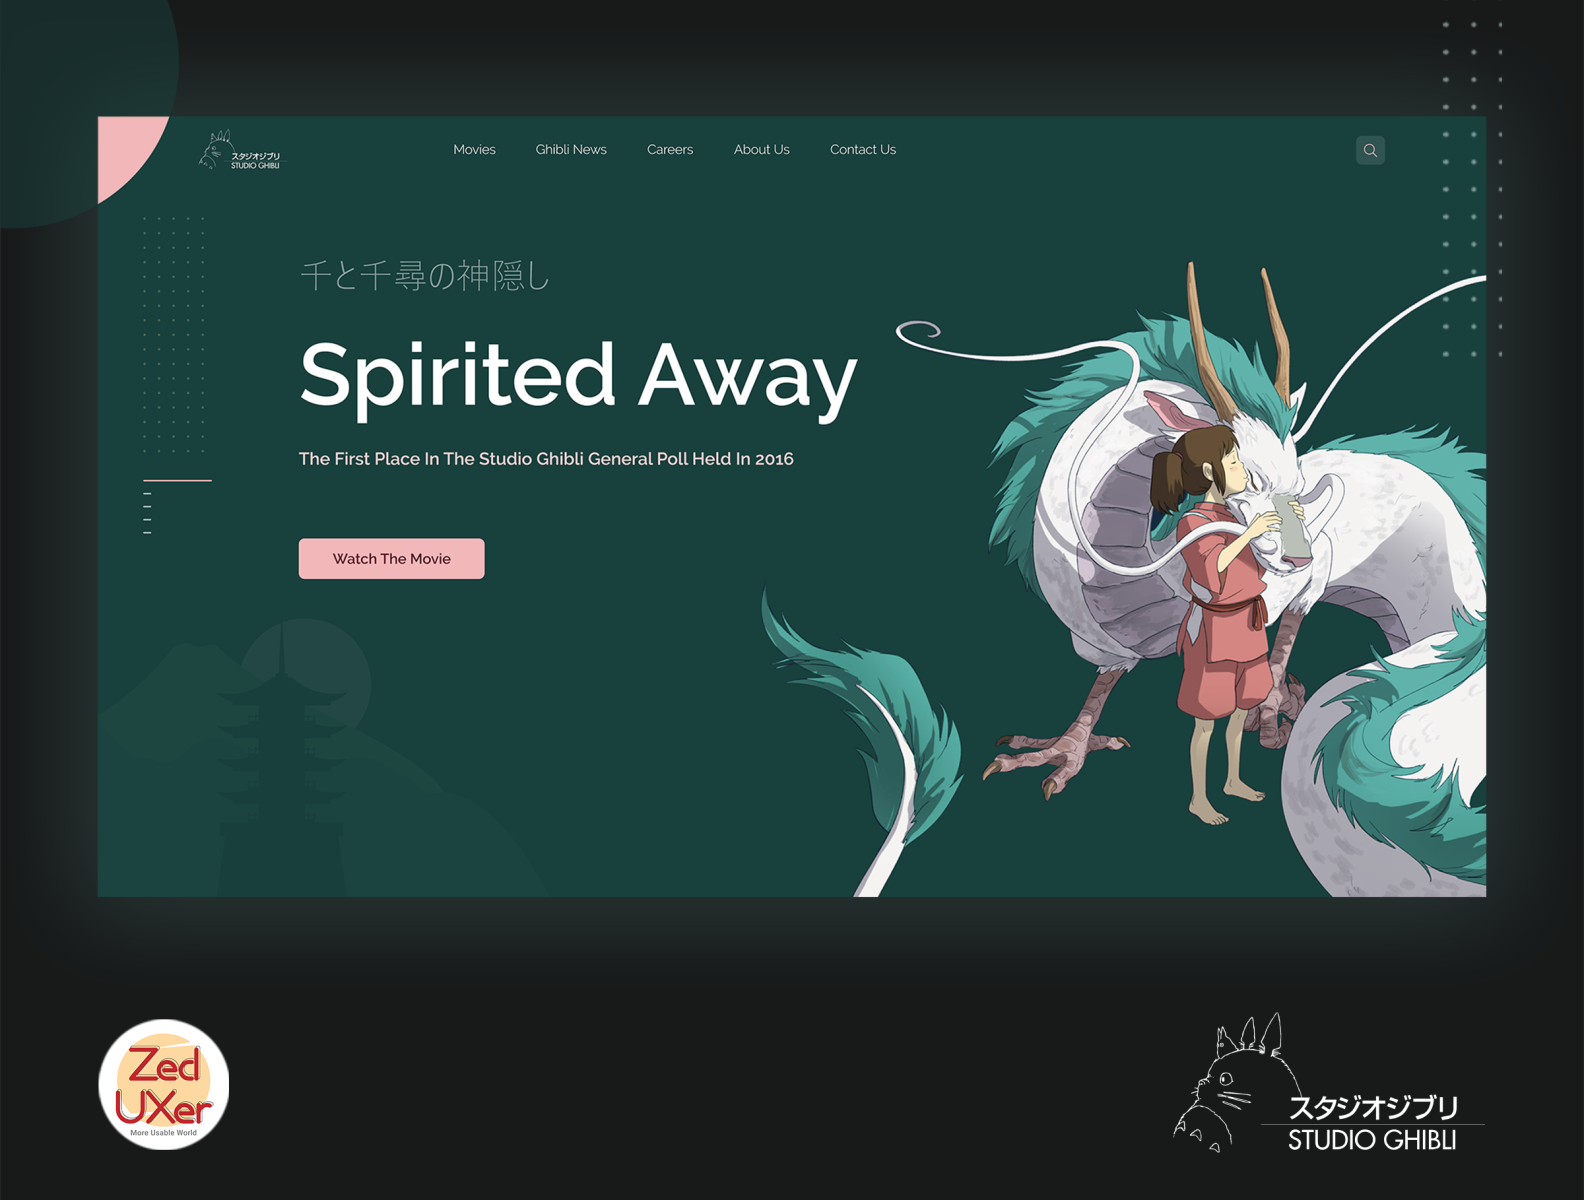 スタジオジブリ
STUDIO GHIBLI
Movies
Ghibli News
Careers
About Us
Contact Us
千と千尋の神隠し
Spirited Away
The First Place In The Studio Ghibli General Poll Held In 2016
Watch The Movie
Zed
UXer
More Usable World
スタジオジブリ
STUDIO GHIBLI